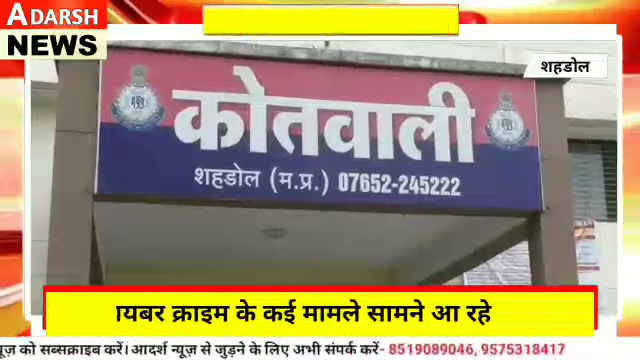 ADARSH
NEWS
शहडोल
कोतवाली
शहडोल (म.प्र.) 07652-245222
यबर क्राइम के कई मामले सामने आ रहे
को सब्सक्राइब करें। आदर्श न्यूज़ से जुड़ने के लिए अभी संपर्क करें- 8519089046, 9575318417